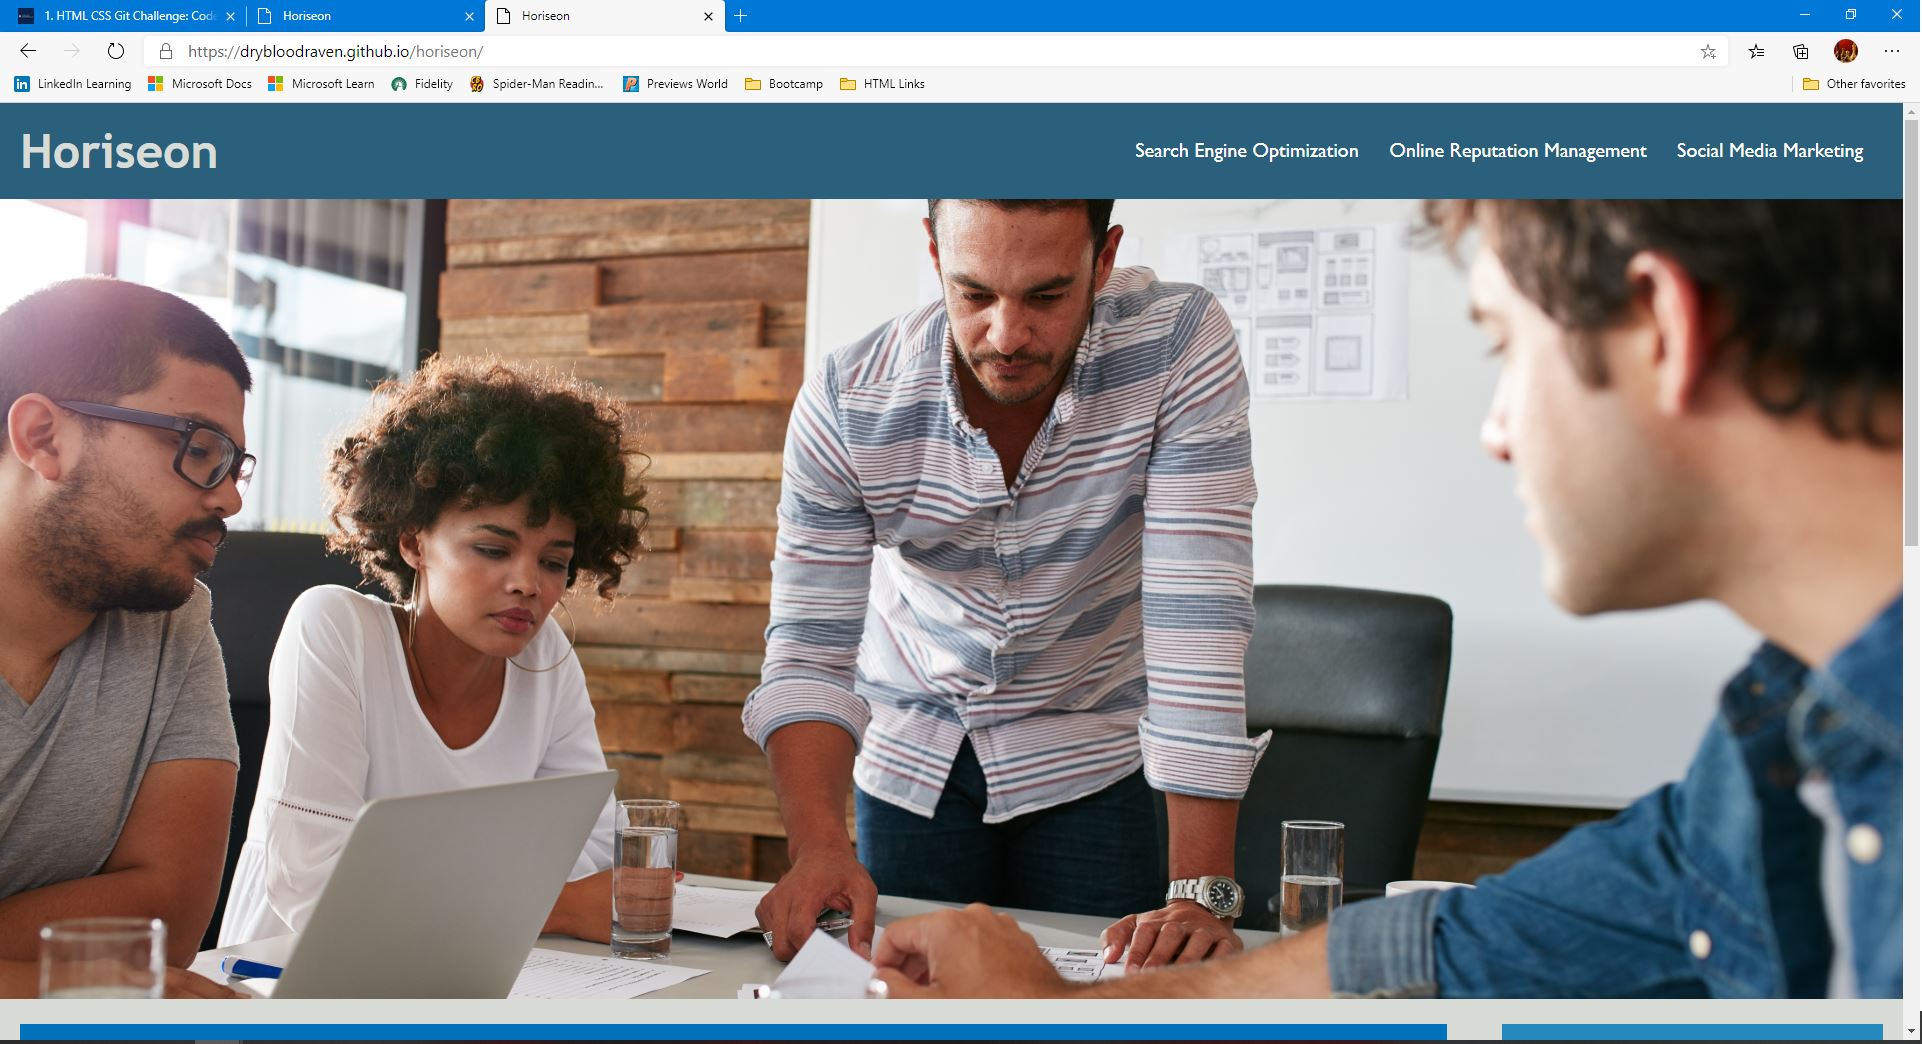 1. HTML CSS Git Challenge: Code
Horiseon
Horiseon
https://drybloodraven.github.io/horiseon/
LinkedIn Learning
Microsoft Docs
Microsoft Learn
Fidelity
Spider-Man Readin...
Previews World
Bootcamp
HTML Links
Other favorites
Horiseon
Search Engine Optimization
Online Reputation Management
Social Media Marketing